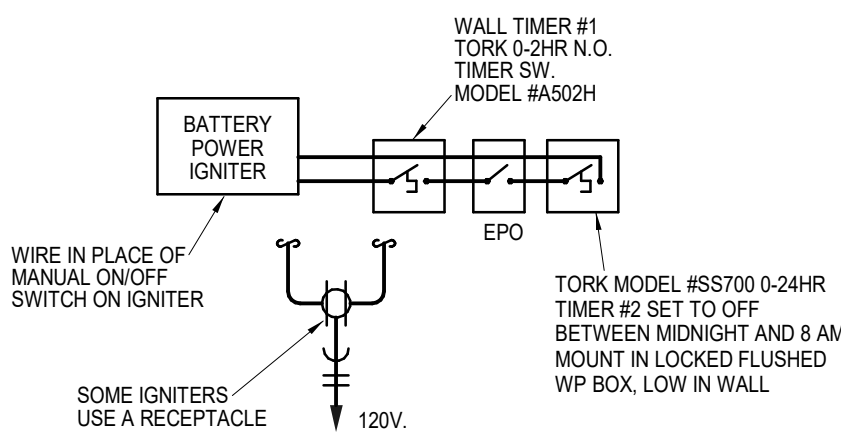 WALL TIMER #1
TORK 0-2HR N.O.
TIMER SW.
MODEL #A502H
BATTERY
POWER
IGNITER
EPO
WIRE IN PLACE OF
MANUAL ON/OFF
SWITCH ON IGNITER
TORK MODEL #SS700 0-24HR
TIMER #2 SET TO OFF
BETWEEN MIDNIGHT AND 8 AM
MOUNT IN LOCKED FLUSHED
WP BOX, LOW IN WALL
SOME IGNITERS
USE A RECEPTACLE
120V.